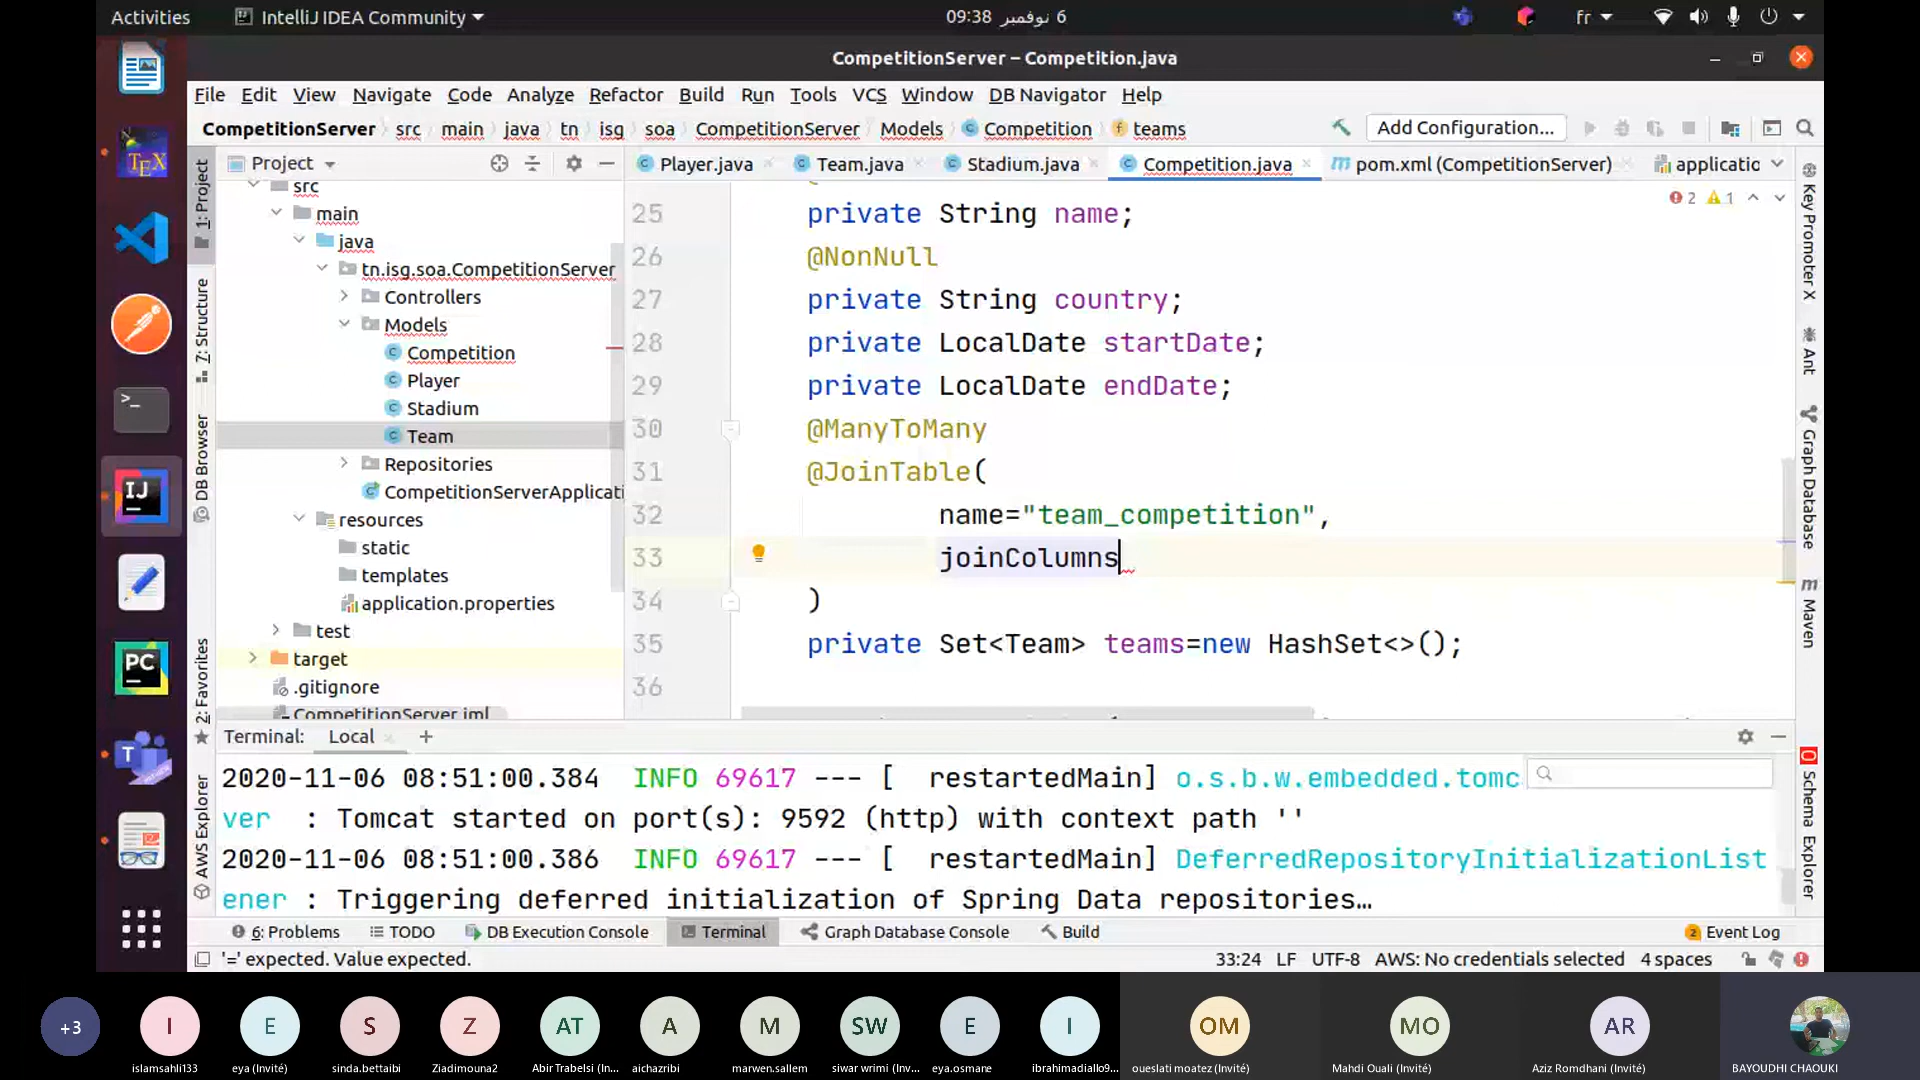 Activities
IntelliJ IDEA Community
6 نوفمبر 09:38
fr
CompetitionServer – Competition.java
File Edit View Navigate Code Analyze Refactor Build Run Tools VCS Window DB Navigator Help
CompetitionServer src main java tn isg soa CompetitionServer Models Competition teams
Add Configuration...
Project
Player.java Team.java Stadium.java Competition.java pom.xml (CompetitionServer) applicatio
1: Project
Z: Structure
DB Browser
2: Favorites
AWS Explorer
src
main
java
tn.isg.soa.CompetitionServer
Controllers
Models
Competition
Player
Stadium
Team
Repositories
CompetitionServerApplicati
resources
static
templates
application.properties
test
target
.gitignore
CompetitionServer.iml
2 1
25 private String name;
26 @NonNull
27 private String country;
28 private LocalDate startDate;
29 private LocalDate endDate;
30 @ManyToMany
31 @JoinTable(
32 name="team_competition",
33 joinColumns
34 )
35 private Set<Team> teams=new HashSet<>();
36
Key Promoter X
Ant
Graph Database
Maven
Schema Explorer
Terminal: Local +
2020-11-06 08:51:00.384 INFO 69617 --- [ restartedMain] o.s.b.w.embedded.tomc
ver : Tomcat started on port(s): 9592 (http) with context path ''
2020-11-06 08:51:00.386 INFO 69617 --- [ restartedMain] DeferredRepositoryInitializationList
ener : Triggering deferred initialization of Spring Data repositories…
6: Problems TODO DB Execution Console Terminal Graph Database Console Build
2 Event Log
'=' expected. Value expected.
33:24 LF UTF-8 AWS: No credentials selected 4 spaces
+3 I E S Z AT A M SW E I OM MO AR
islamsahli133 eya (Invité) sinda.bettaibi Ziadimouna2 Abir Trabelsi (In... aichazribi marwen.sallem siwar wrimi (Inv... eya.osmane ibrahimadiallo9... oueslati moatez (Invité) Mahdi Ouali (Invité) Aziz Romdhani (Invité) BAYOUDHI CHAOUKI